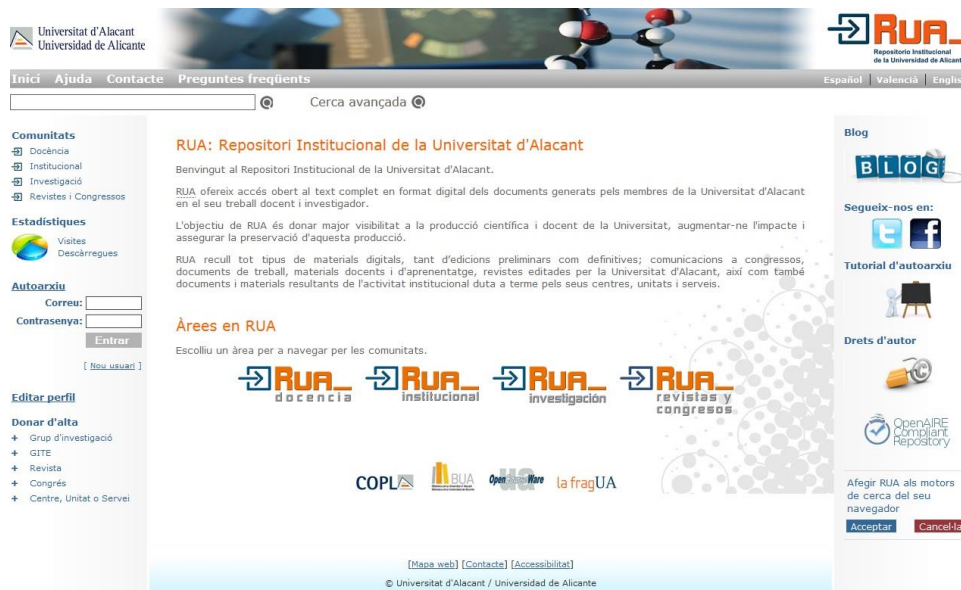 Universitat d'Alacant
Universidad de Alicante
RUA_
Repositorio Institucional
de la Universidad de Alicant
Inici Ajuda Contacte Preguntes freqüents
Español Valencià Englis
Cerca avançada
Comunitats
Docència
Institucional
Investigació
Revistes i Congressos
Estadístiques
Visites
Descàrregues
Autoarxiu
Correu:
Contrasenya:
Entrar
[ Nou usuari ]
Editar perfil
Donar d'alta
+ Grup d'investigació
+ GITE
+ Revista
+ Congrés
+ Centre, Unitat o Servei
RUA: Repositori Institucional de la Universitat d'Alacant
Benvingut al Repositori Institucional de la Universitat d'Alacant.
RUA ofereix accés obert al text complet en format digital dels documents generats pels membres de la Universitat d'Alacant
en el seu treball docent i investigador.
L'objectiu de RUA és donar major visibilitat a la producció científica i docent de la Universitat, augmentar-ne l'impacte i
assegurar la preservació d'aquesta producció.
RUA recull tot tipus de materials digitals, tant d'edicions preliminars com definitives; comunicacions a congressos,
documents de treball, materials docents i d'aprenentatge, revistes editades per la Universitat d'Alacant, així com també
documents i materials resultants de l'activitat institucional duta a terme pels seus centres, unitats i serveis.
Àrees en RUA
Escolliu un àrea per a navegar per les comunitats.
RUA_ docencia
RUA_ institucional
RUA_ investigación
RUA_ revistas y
congresos
COPLA
BUA
OpenCourseWare
la fragUA
[Mapa web] [Contacte] [Accessibilitat]
© Universitat d'Alacant / Universidad de Alicante
Blog
BLOG
Segueix-nos en:
Tutorial d'autoarxiu
Drets d'autor
OpenAIRE
Compliant
Repository
Afegir RUA als motors
de cerca del seu
navegador
Acceptar
Cancel·la